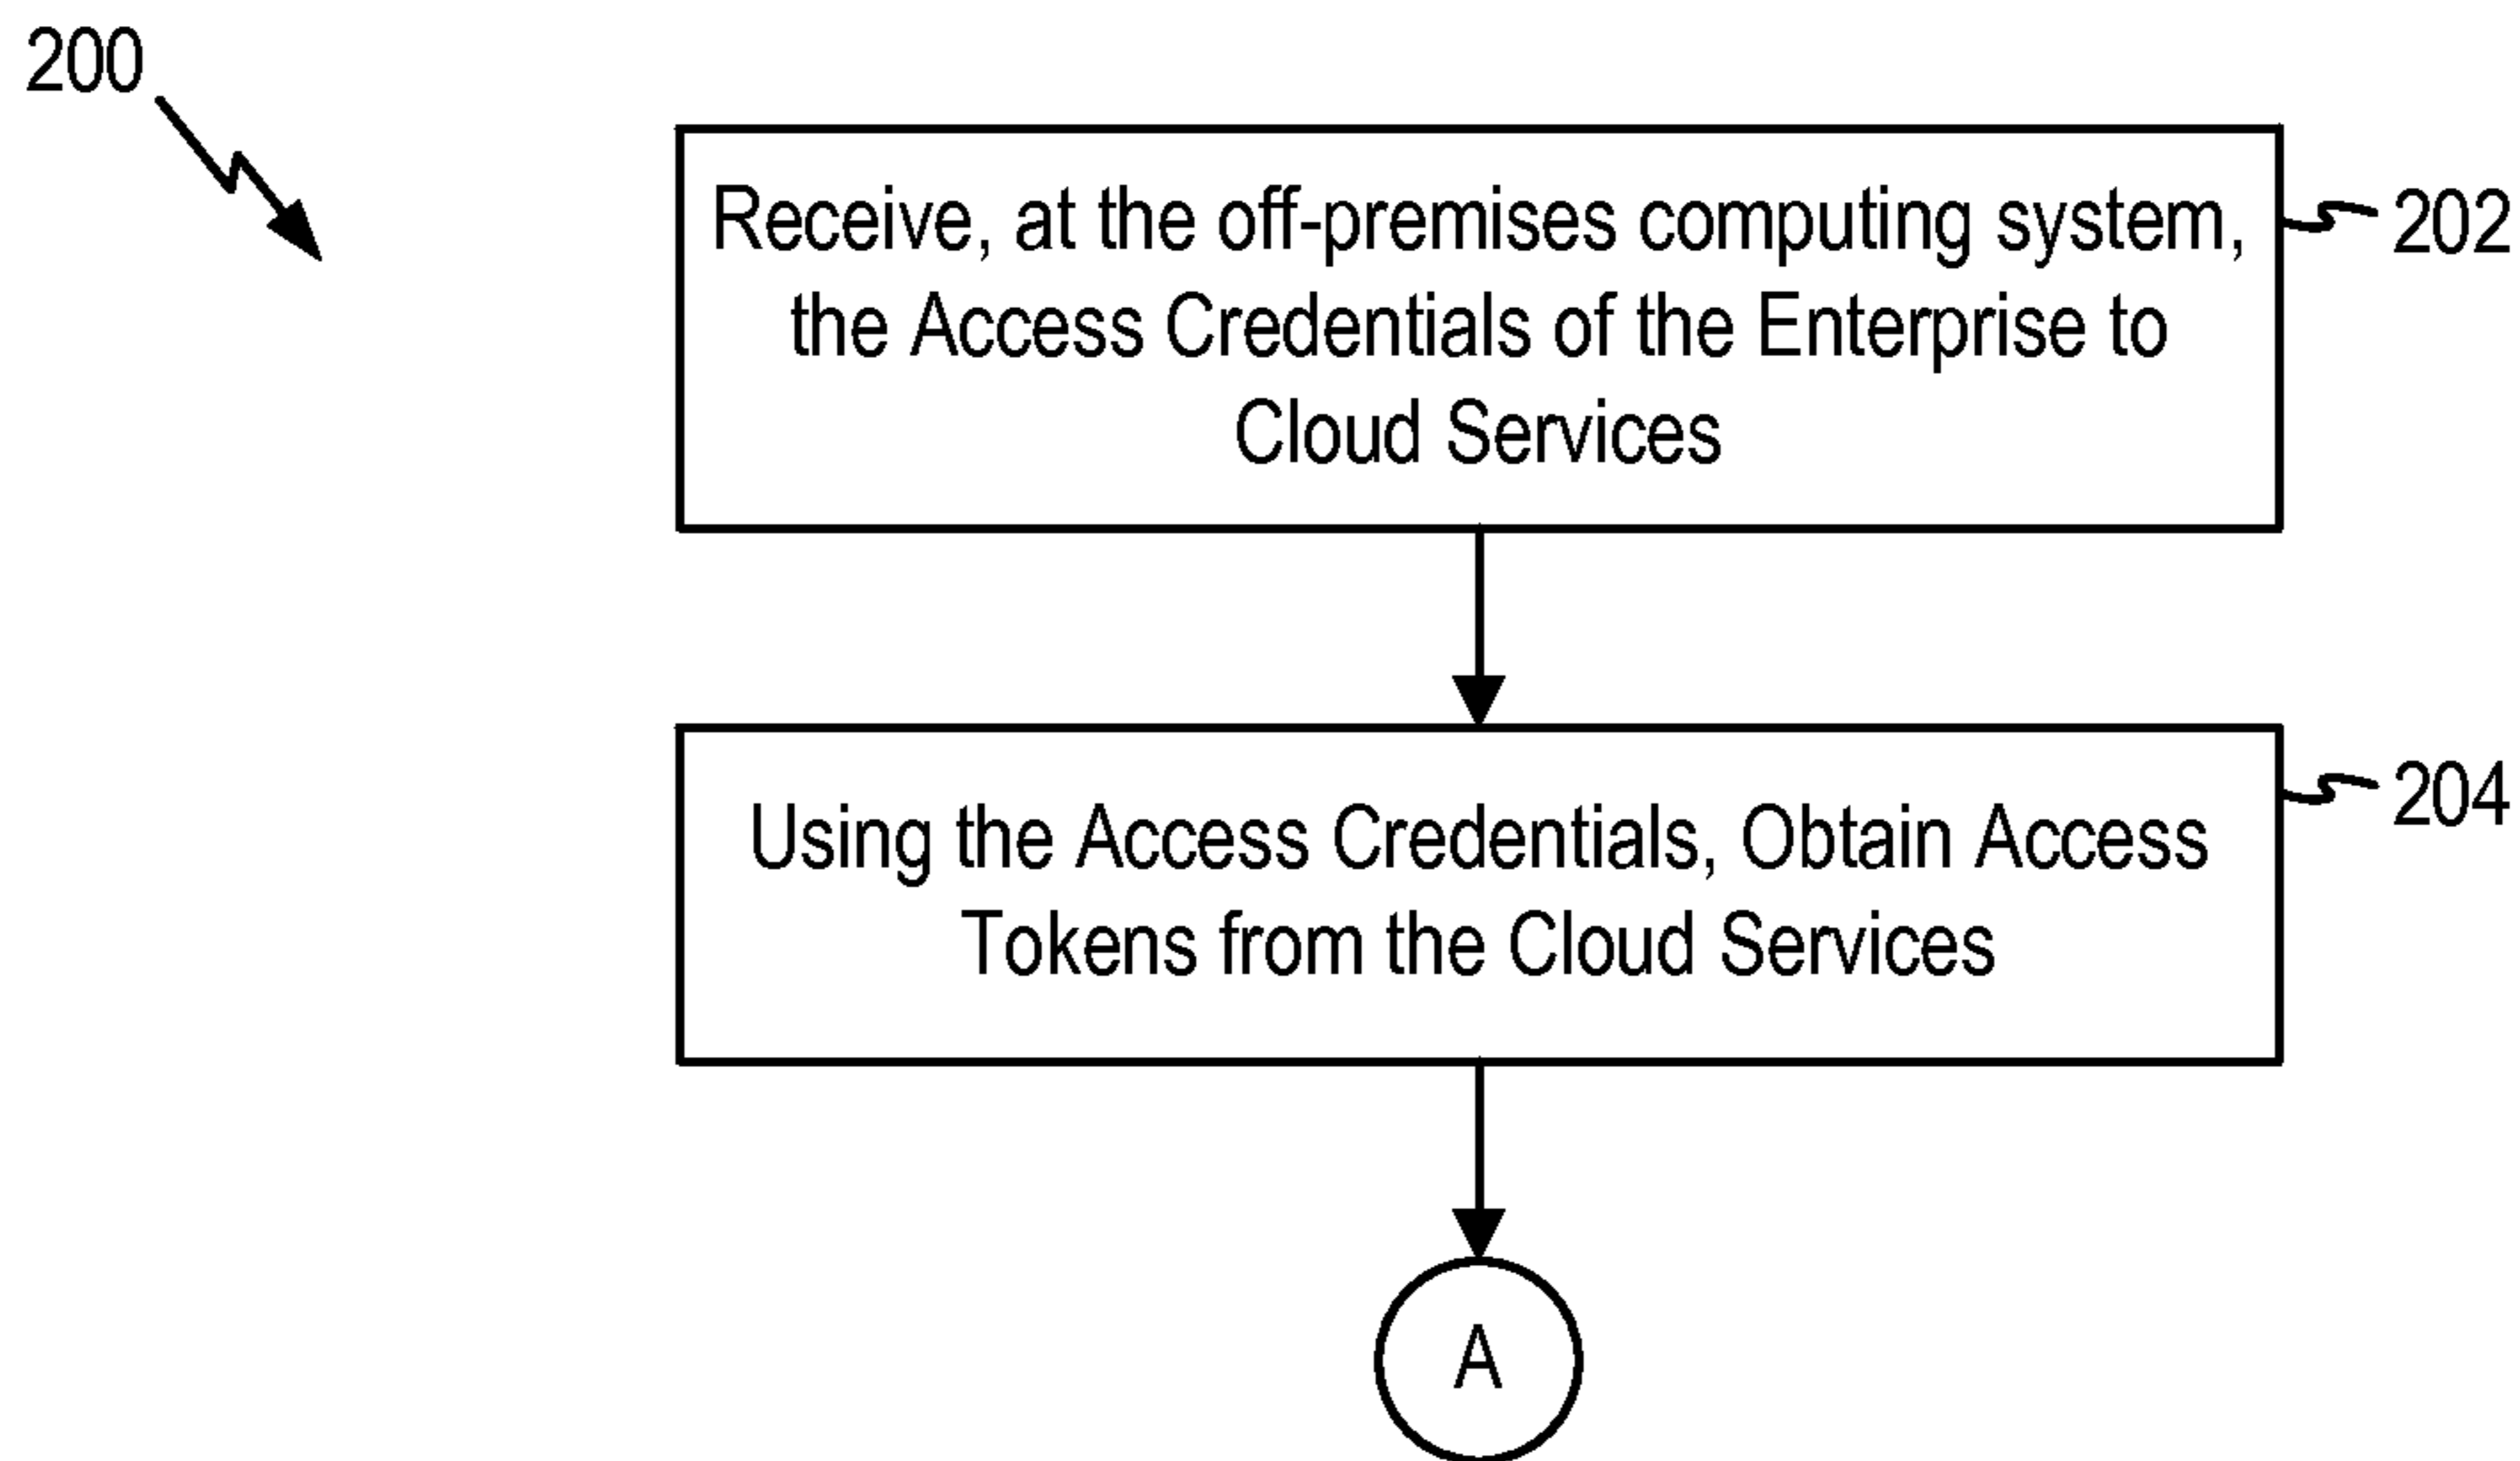 200
Receive, at the off-premises computing system,
202
the Access Credentials of the Enterprise to
Cloud Services
Using the Access Credentials, Obtain Access
204
Tokens from the Cloud Services
A